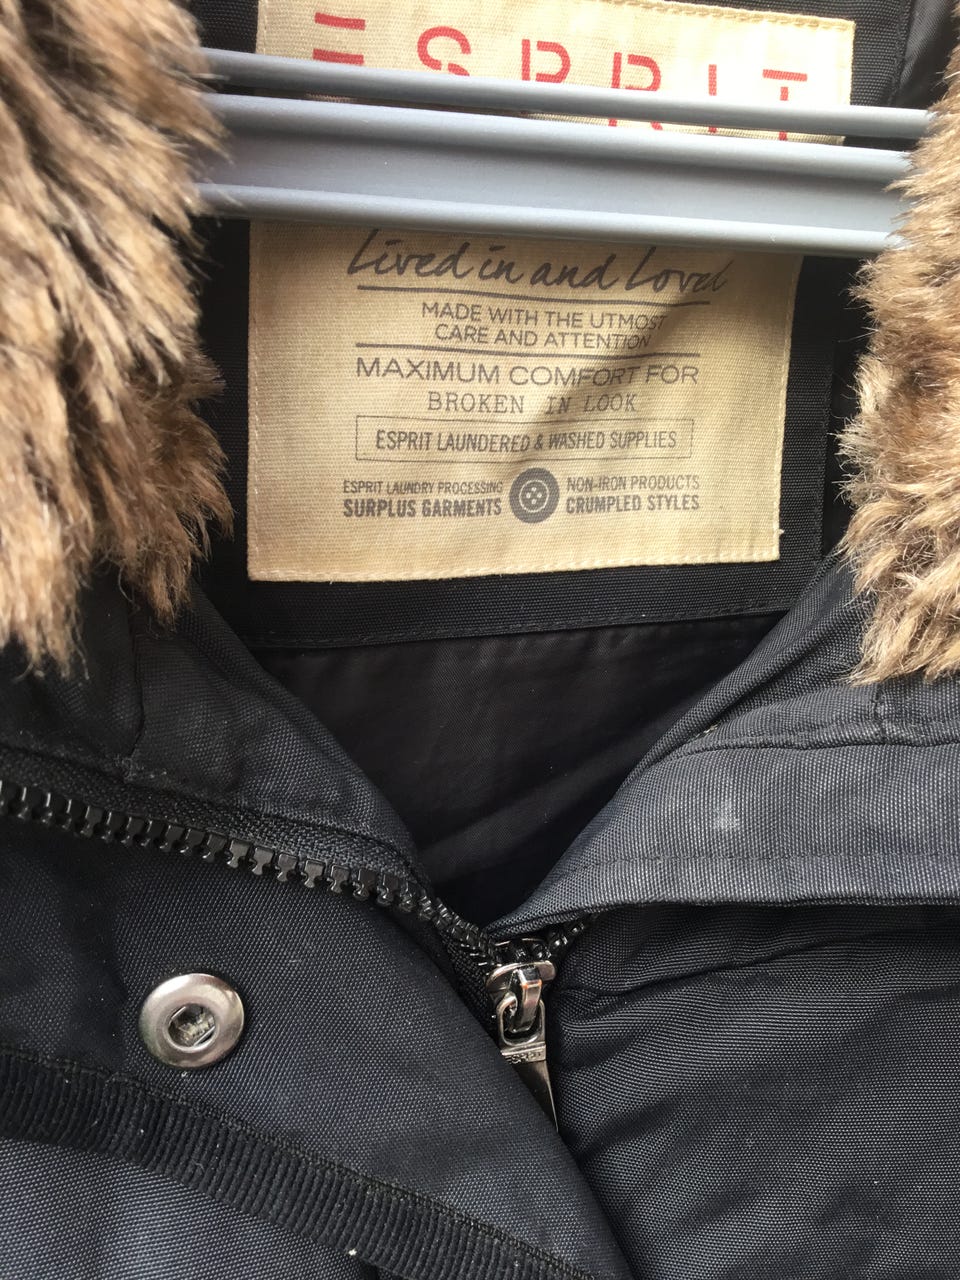 ESPRIT
Lived in and Loved
MADE WITH THE UTMOST
CARE AND ATTENTION
MAXIMUM COMFORT FOR
BROKEN IN LOOK
ESPRIT LAUNDERED & WASHED SUPPLIES
ESPRIT LAUNDRY PROCESSING
SURPLUS GARMENTS
NON-IRON PRODUCTS
CRUMPLED STYLES
ESPRIT